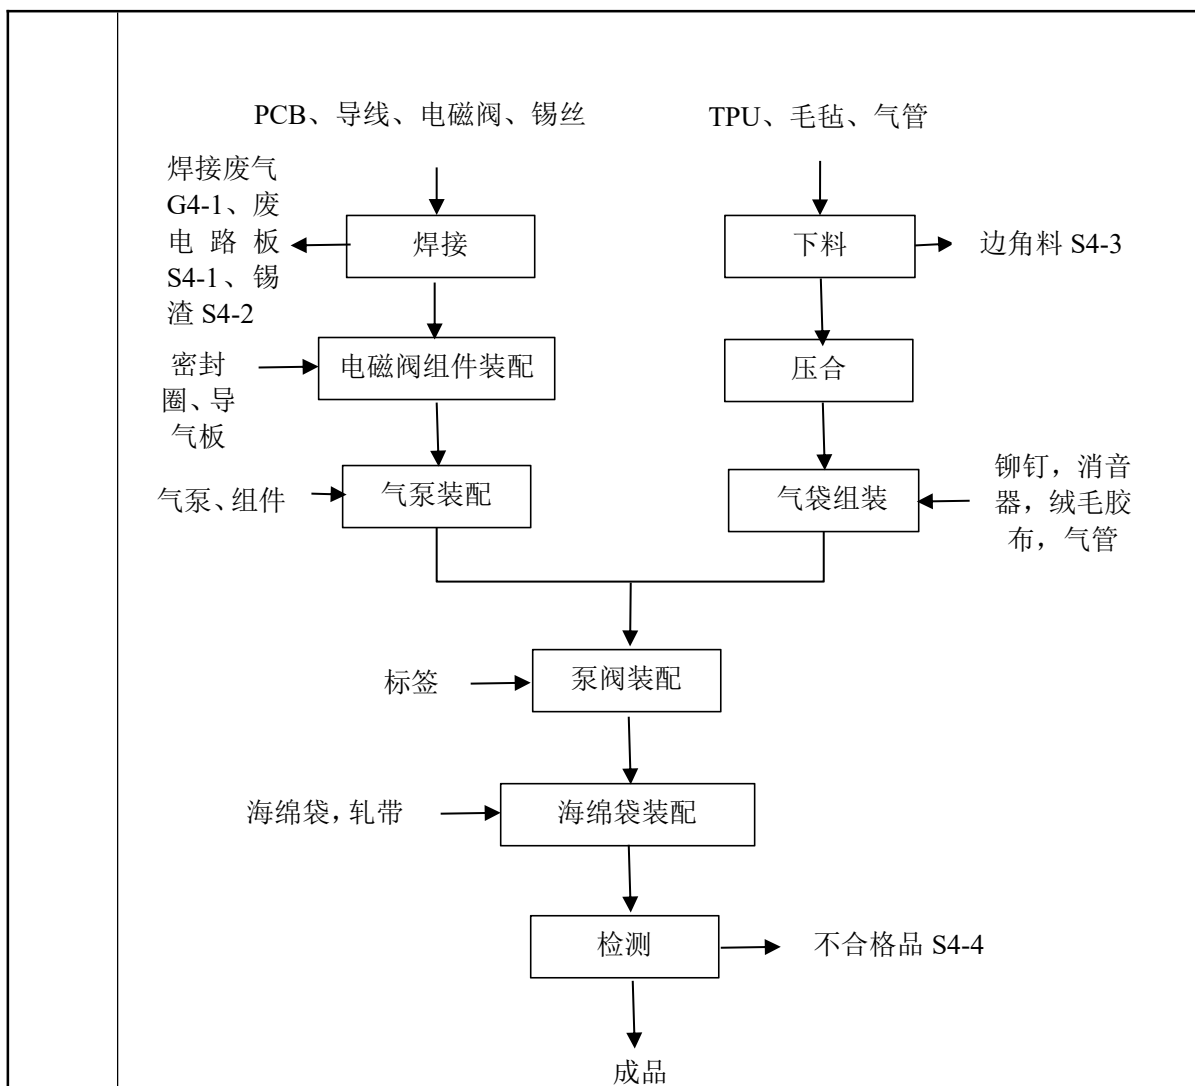 PCB、导线、电磁阀、锡丝
TPU、毛毡、气管
焊接废气
G4-1、废
电路板
S4-1、锡
渣 S4-2
焊接
下料
边角料 S4-3
密封
圈、导
气板
电磁阀组件装配
压合
气泵、组件
气泵装配
气袋组装
铆钉，消音
器，绒毛胶
布，气管
标签
泵阀装配
海绵袋，轧带
海绵袋装配
检测
不合格品 S4-4
成品